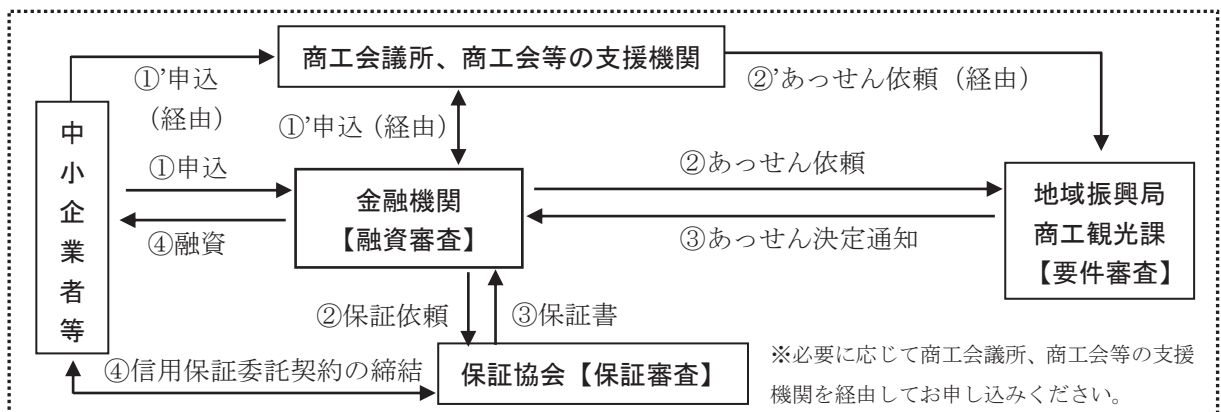 商工会議所、商工会等の支援機関
①’申込
（経由）
②’あっせん依頼（経由）
①’申込（経由）
中小企業者等
①申込
④融資
金融機関
【融資審査】
②あっせん依頼
③あっせん決定通知
地域振興局
商工観光課
【要件審査】
②保証依頼
③保証書
④信用保証委託契約の締結
保証協会【保証審査】
※必要に応じて商工会議所、商工会等の支援
機関を経由してお申し込みください。